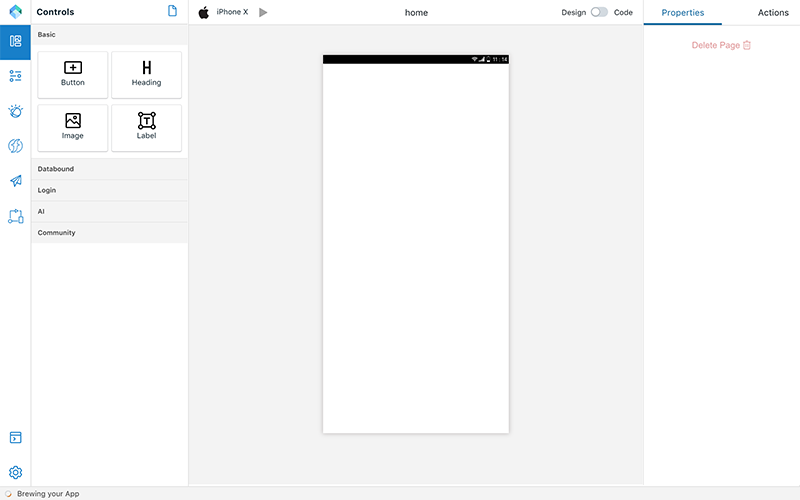 Controls
iPhone X
home
Design
Code
Properties
Actions
Basic
Button
Heading
Image
Label
Databound
Login
AI
Community
11:14
Delete Page
Brewing your App